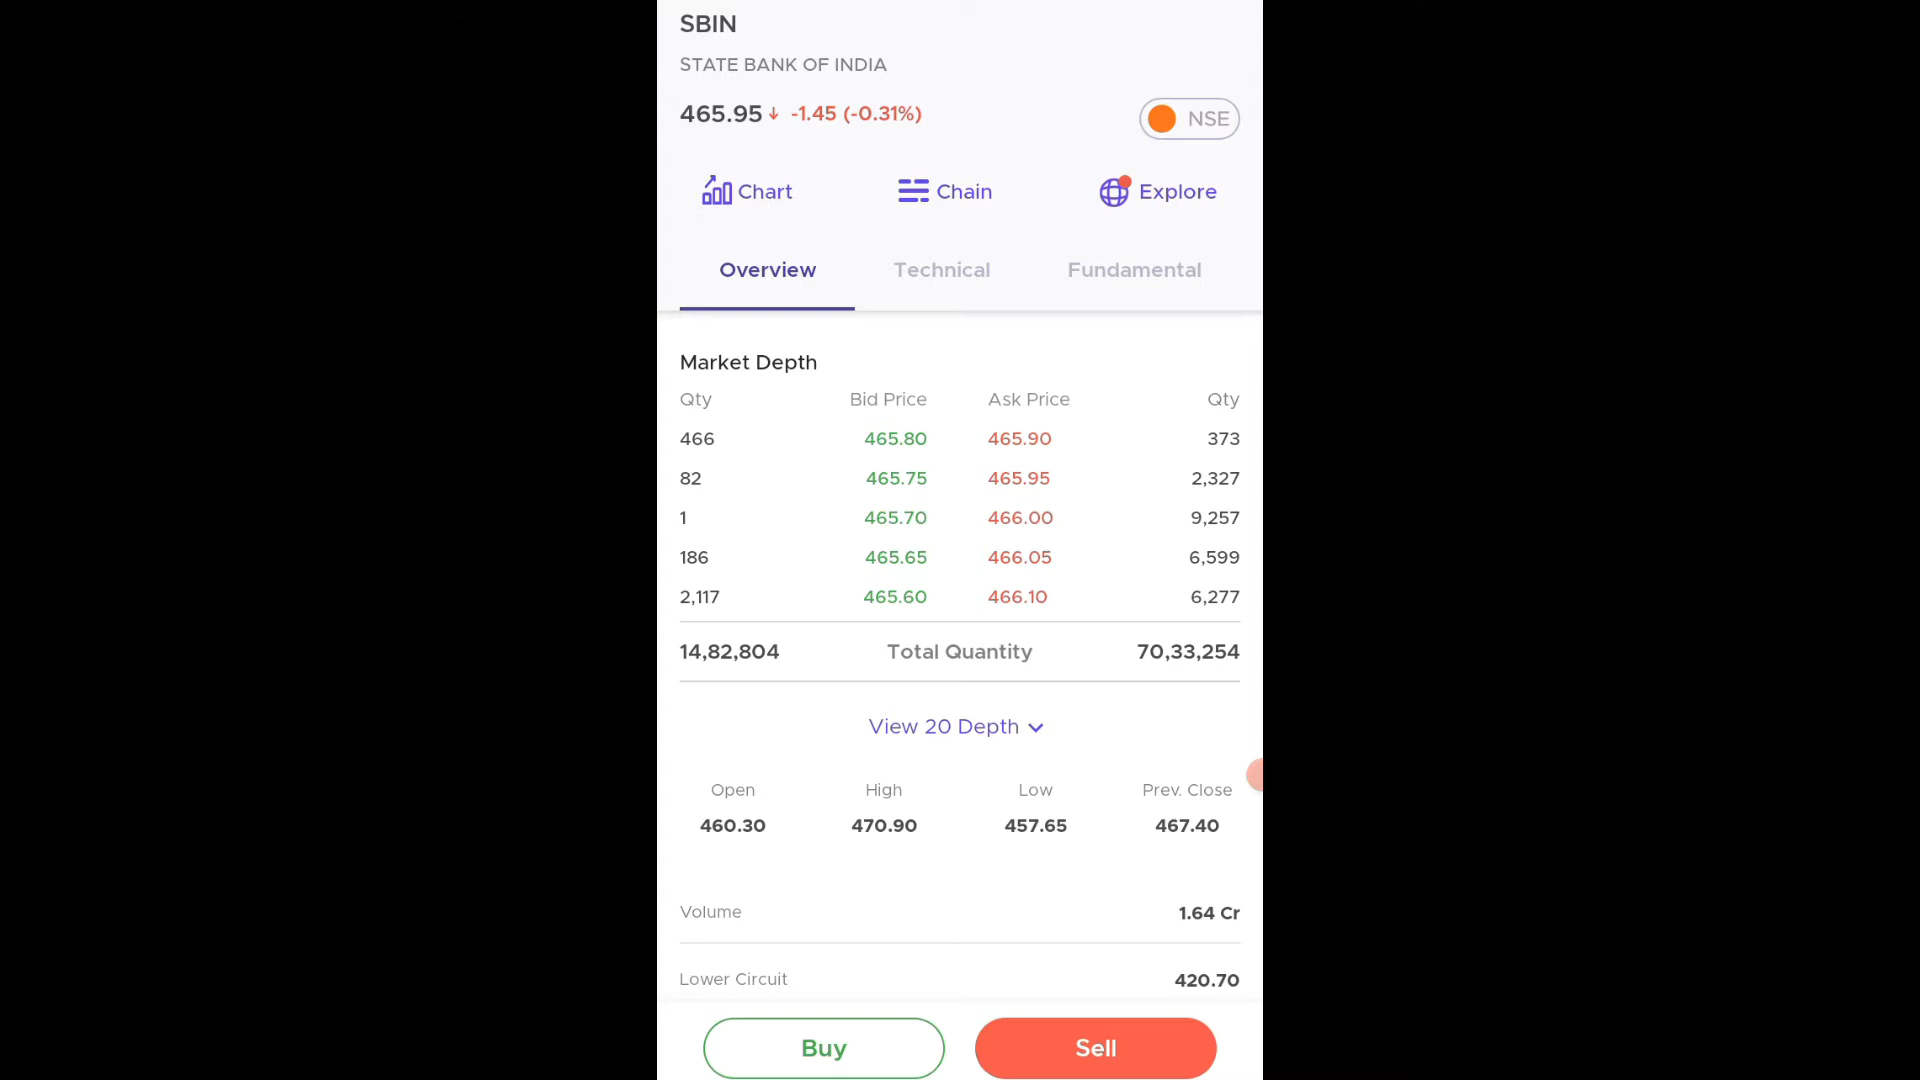 SBIN
STATE BANK OF INDIA
465.95 ↓ -1.45 (-0.31%)
NSE
Chart Chain Explore
Overview Technical Fundamental
Market Depth
Qty Bid Price Ask Price Qty
466 465.80 465.90 373
82 465.75 465.95 2,327
1 465.70 466.00 9,257
186 465.65 466.05 6,599
2,117 465.60 466.10 6,277
14,82,804 Total Quantity 70,33,254
View 20 Depth
Open High Low Prev. Close
460.30 470.90 457.65 467.40
Volume 1.64 Cr
Lower Circuit 420.70
Buy Sell